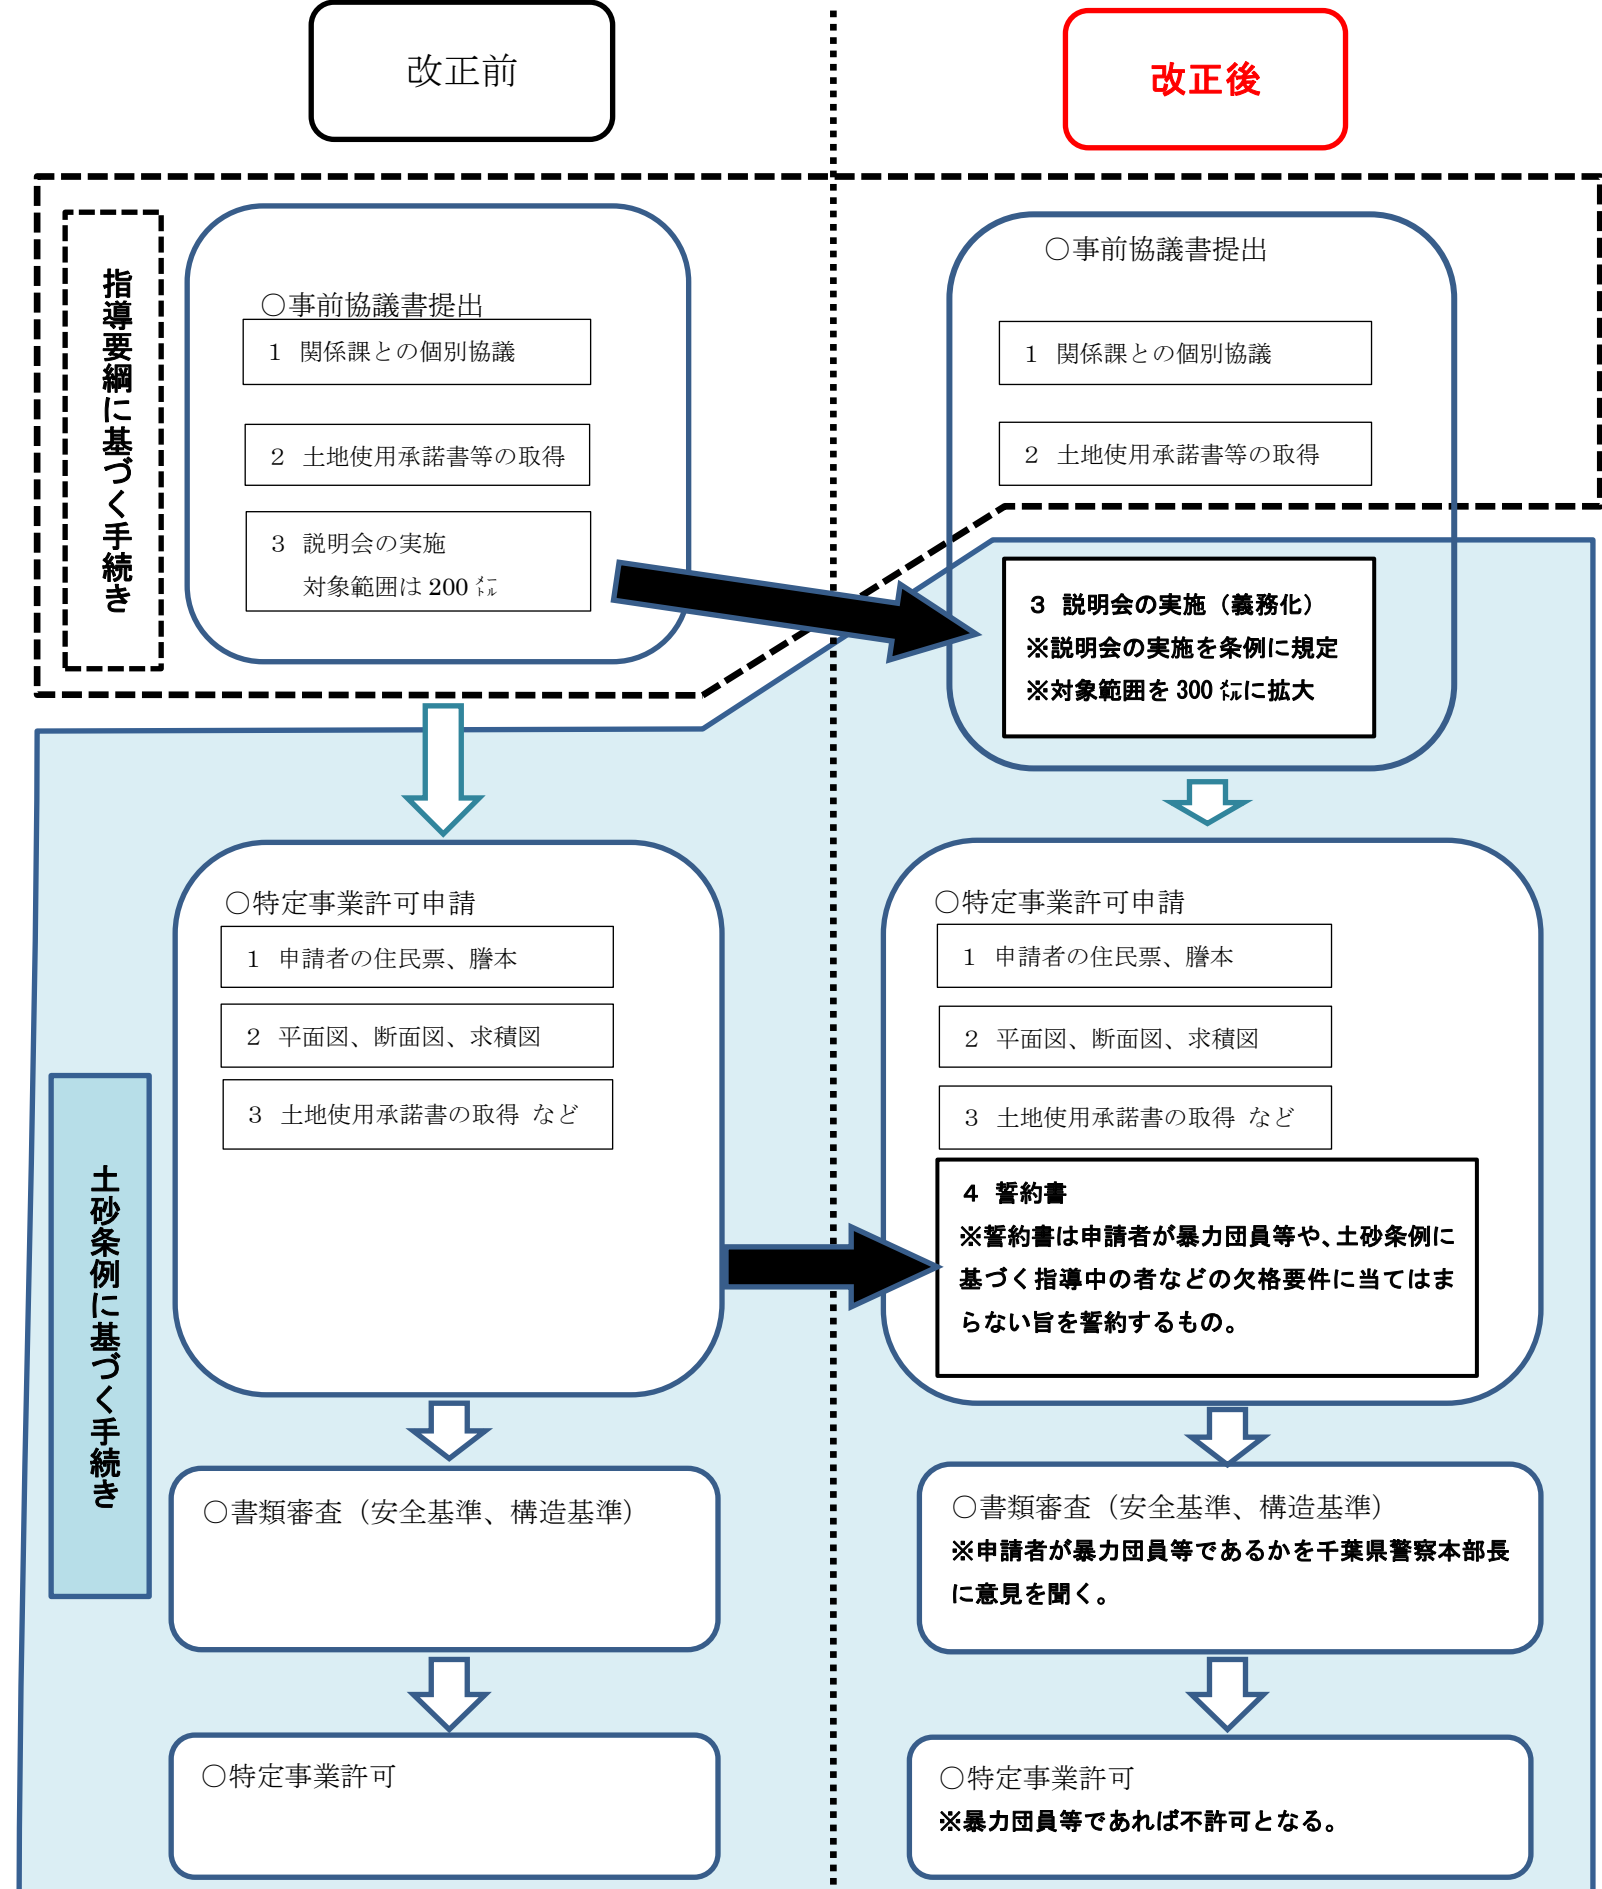 改正前
指導要綱に基づく手続き
○事前協議書提出
１ 関係課との個別協議
２ 土地使用承諾書等の取得
３ 説明会の実施
対象範囲は 200 ㍍
土砂条例に基づく手続き
○特定事業許可申請
１ 申請者の住民票、謄本
２ 平面図、断面図、求積図
３ 土地使用承諾書の取得 など
○書類審査（安全基準、構造基準）
○特定事業許可
改正後
○事前協議書提出
１ 関係課との個別協議
２ 土地使用承諾書等の取得
３ 説明会の実施（義務化）
※説明会の実施を条例に規定
※対象範囲を 300 ㍍に拡大
○特定事業許可申請
１ 申請者の住民票、謄本
２ 平面図、断面図、求積図
３ 土地使用承諾書の取得 など
４ 誓約書
※誓約書は申請者が暴力団員等や、土砂条例に
基づく指導中の者などの欠格要件に当てはま
らない旨を誓約するもの。
○書類審査（安全基準、構造基準）
※申請者が暴力団員等であるかを千葉県警察本部長
に意見を聞く。
○特定事業許可
※暴力団員等であれば不許可となる。